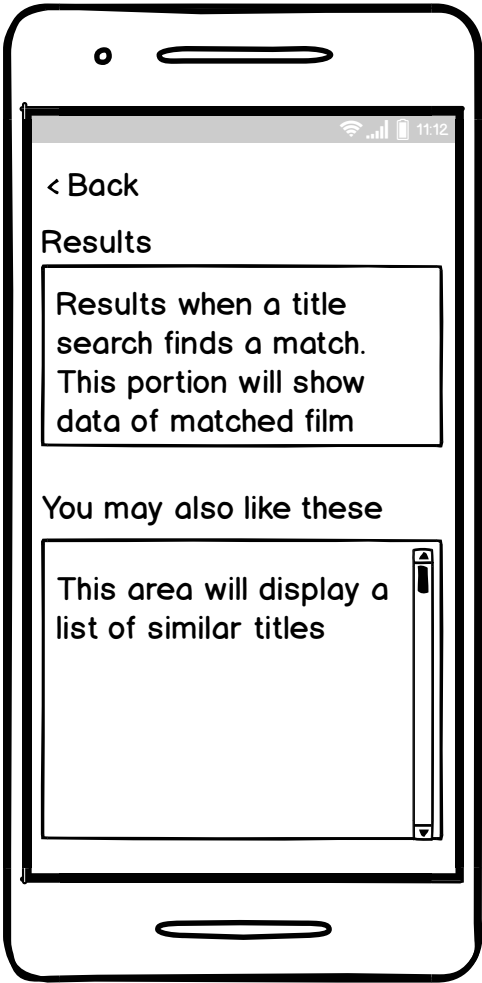 11:12
< Back
Results
Results when a title
search finds a match.
This portion will show
data of matched film
You may also like these
This area will display a
list of similar titles